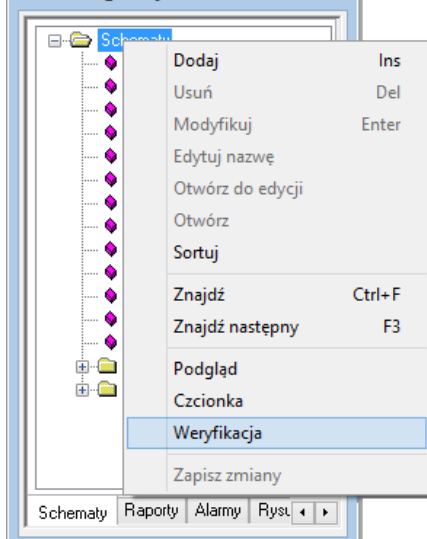 Schematy
Dodaj Ins
Usuń Del
Modyfikuj Enter
Edytuj nazwę
Otwórz do edycji
Otwórz
Sortuj
Znajdź Ctrl+F
Znajdź następny F3
Podgląd
Czcionka
Weryfikacja
Zapisz zmiany
Schematy Raporty Alarmy Rysu